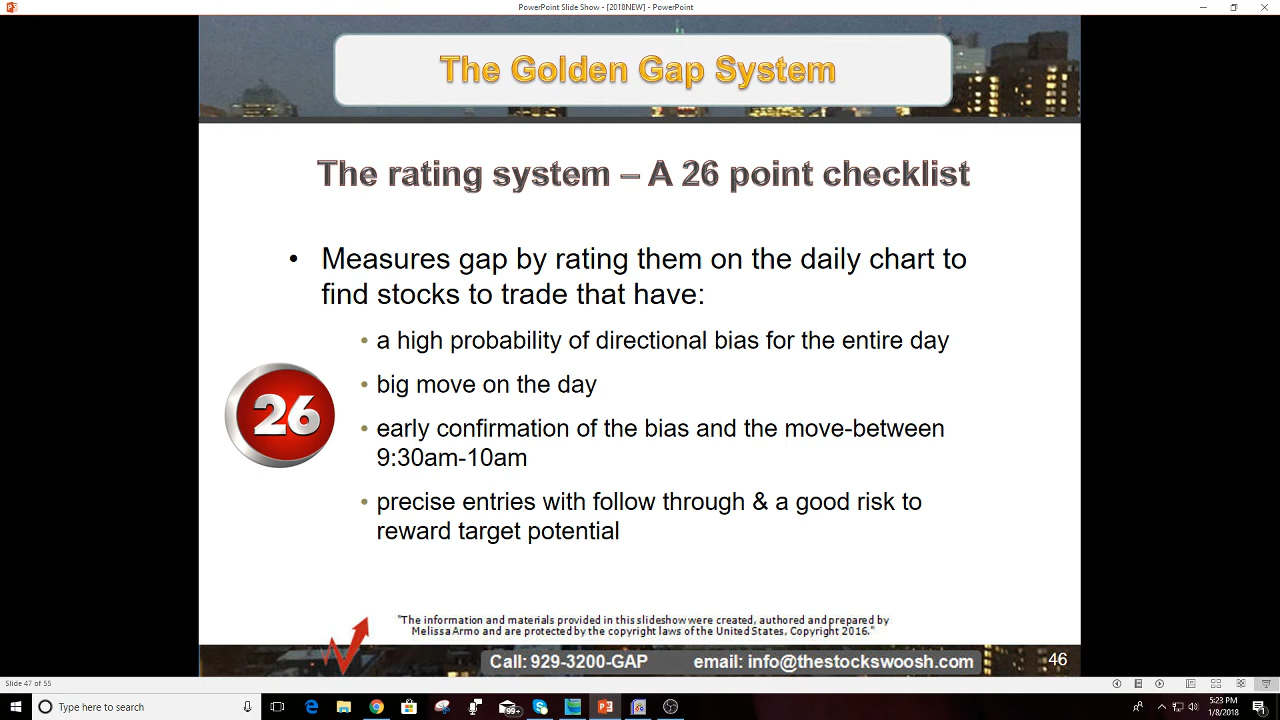 PowerPoint Slide Show - [2018NEW] - PowerPoint
The Golden Gap System
The rating system – A 26 point checklist
• Measures gap by rating them on the daily chart to
find stocks to trade that have:
• a high probability of directional bias for the entire day
• big move on the day
26
• early confirmation of the bias and the move-between
9:30am-10am
• precise entries with follow through & a good risk to
reward target potential
"The information and materials provided in this slideshow were created, authored and prepared by
Melissa Armo and are protected by the copyright laws of the United States, Copyright 2016."
Call: 929-3200-GAP email: info@thestockswoosh.com 46
Slide 47 of 55
Type here to search
99+
5:23 PM
1/8/2018